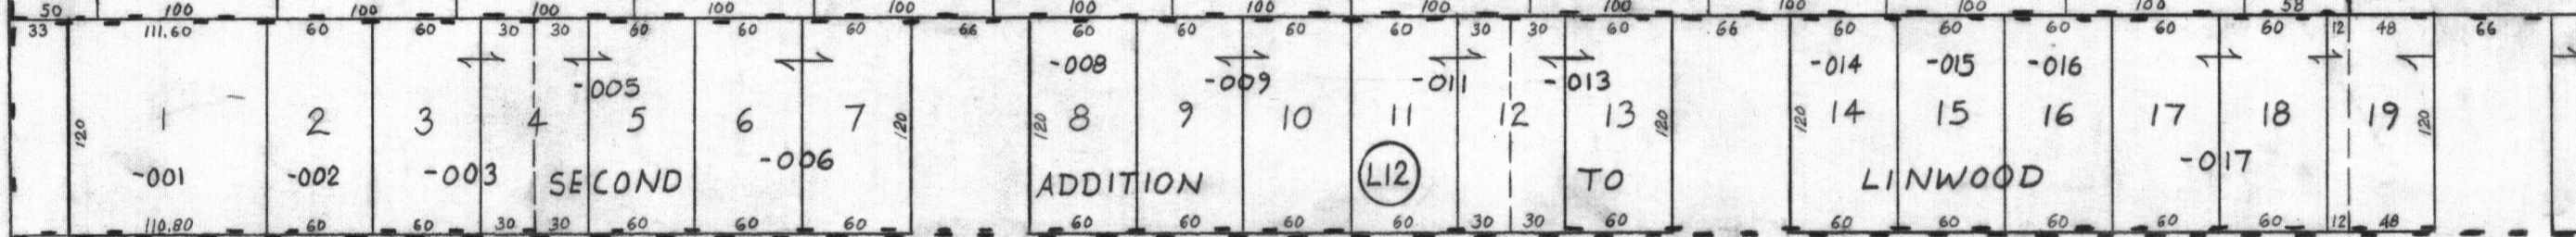 50 100 100 100 100 100 100 100 100 100 100 100 100 58
33 111.60 60 60 30 30 60 60 60 66 60 60 60 60 30 30 60 66 60 60 60 60 60 12 48 66
-008 -014 -015 -016
-005 -009 -011 -013
120 1 2 3 4 5 6 7 120 120 8 9 10 11 12 13 120 120 14 15 16 17 18 19 120
-006 -017
-001 -002 -003 SECOND ADDITION L12 TO LINWOOD
110.80 60 60 30 30 60 60 60 60 60 60 60 30 30 60 60 60 60 60 60 12 48